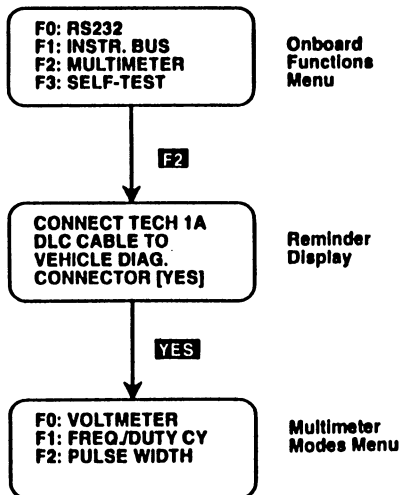 F0: RS232
F1: INSTR. BUS
F2: MULTIMETER
F3: SELF-TEST
Onboard
Functions
Menu
F2
CONNECT TECH 1A
DLC CABLE TO
VEHICLE DIAG.
CONNECTOR [YES]
Reminder
Display
YES
F0: VOLTMETER
F1: FREQ./DUTY CY
F2: PULSE WIDTH
Multimeter
Modes Menu